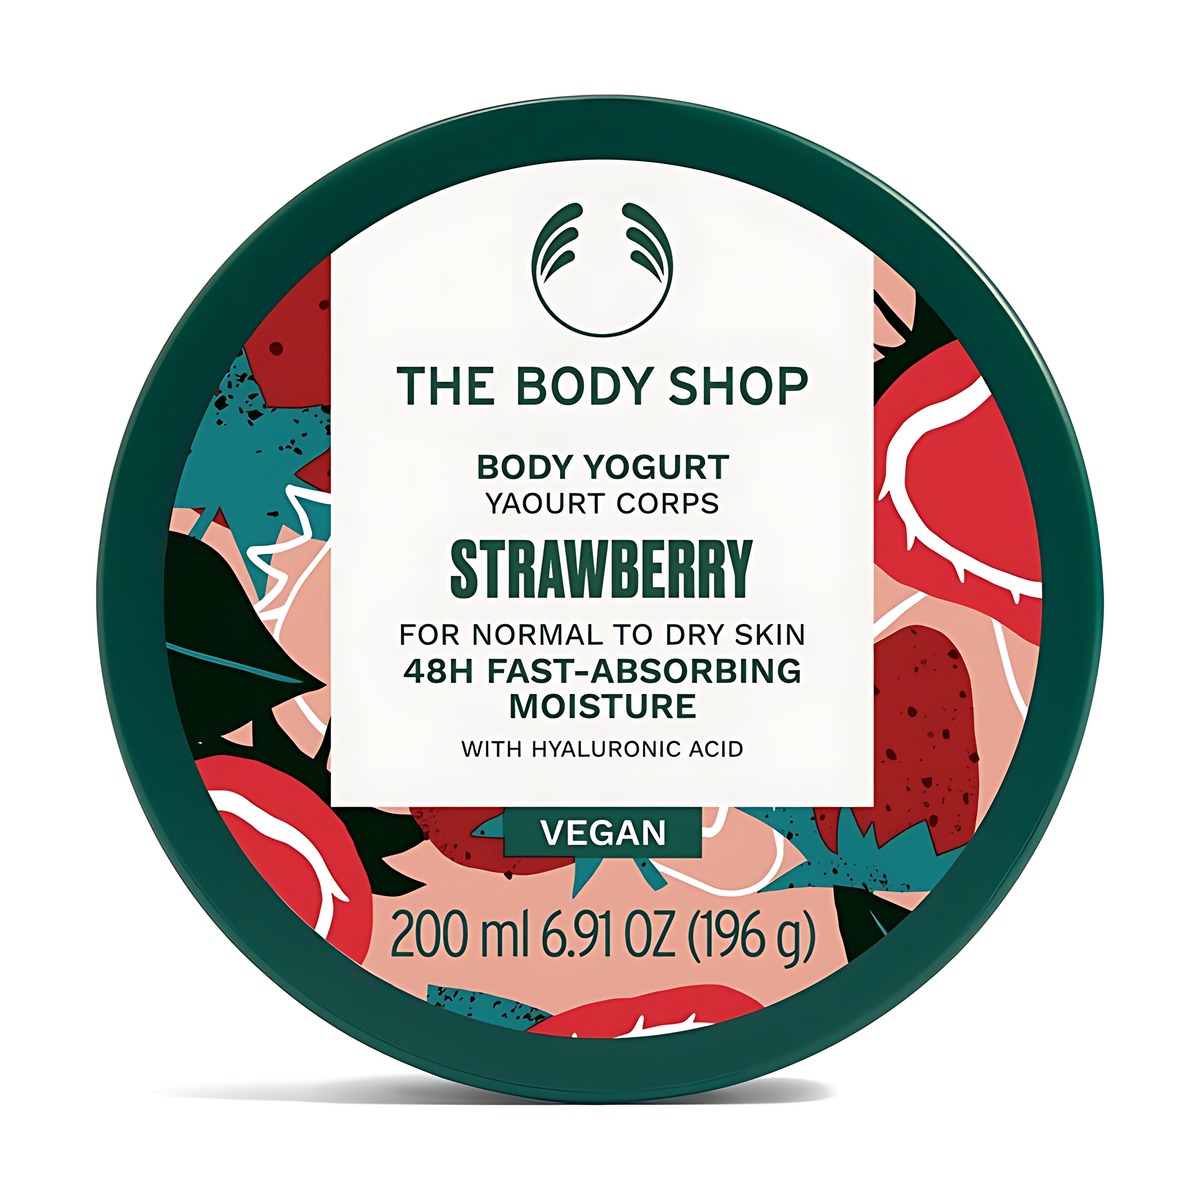 THE BODY SHOP
BODY YOGURT
YAOURT CORPS
STRAWBERRY
FOR NORMAL TO DRY SKIN
48H FAST-ABSORBING
MOISTURE
WITH HYALURONIC ACID
VEGAN
200 ml 6.91 OZ (196 g)